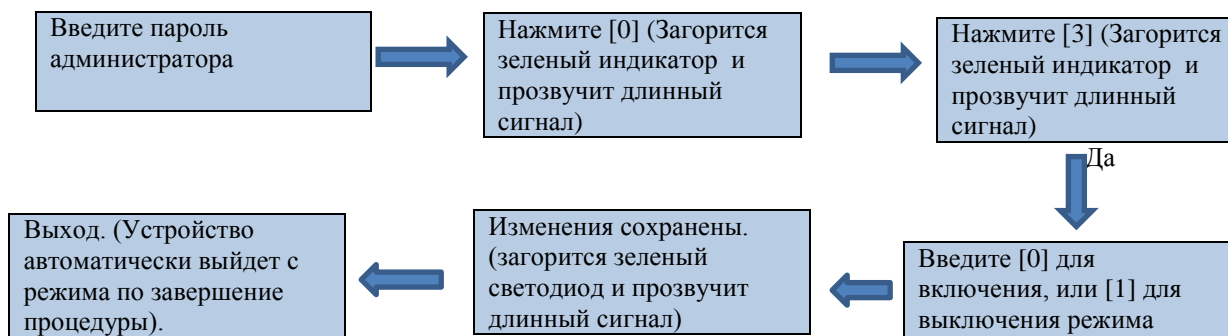 Введите пароль
администратора
Нажмите [0] (Загорится
зеленый индикатор и
прозвучит длинный
сигнал)
Нажмите [3] (Загорится
зеленый индикатор и
прозвучит длинный
сигнал)
Да
Введите [0] для
включения, или [1] для
выключения режима
Изменения сохранены.
(загорится зеленый
светодиод и прозвучит
длинный сигнал)
Выход. (Устройство
автоматически выйдет с
режима по завершение
процедуры).